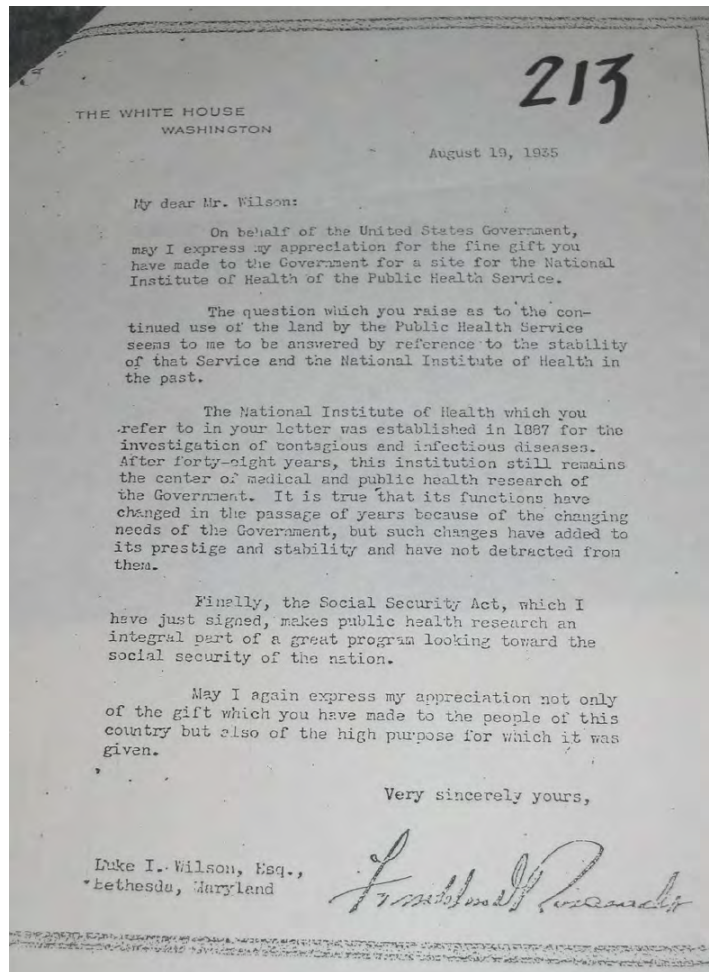 213
THE WHITE HOUSE
WASHINGTON
August 19, 1935
My dear Mr. Wilson:
On behalf of the United States Government,
may I express my appreciation for the fine gift you
have made to the Government for a site for the National
Institute of Health of the Public Health Service.
The question which you raise as to the con-
tinued use of the land by the Public Health Service
seems to me to be answered by reference to the stability
of that Service and the National Institute of Health in
the past.
The National Institute of Health which you
refer to in your letter was established in 1887 for the
investigation of contagious and infectious diseases.
After forty-eight years, this institution still remains
the center of medical and public health research of
the Government. It is true that its functions have
changed in the passage of years because of the changing
needs of the Government, but such changes have added to
its prestige and stability and have not detracted from
them.
Finally, the Social Security Act, which I
have just signed, makes public health research an
integral part of a great program looking toward the
social security of the nation.
May I again express my appreciation not only
of the gift which you have made to the people of this
country but also of the high purpose for which it was
given.
Very sincerely yours,
Luke I. Wilson, Esq.,
Bethesda, Maryland
Franklin D Roosevelt